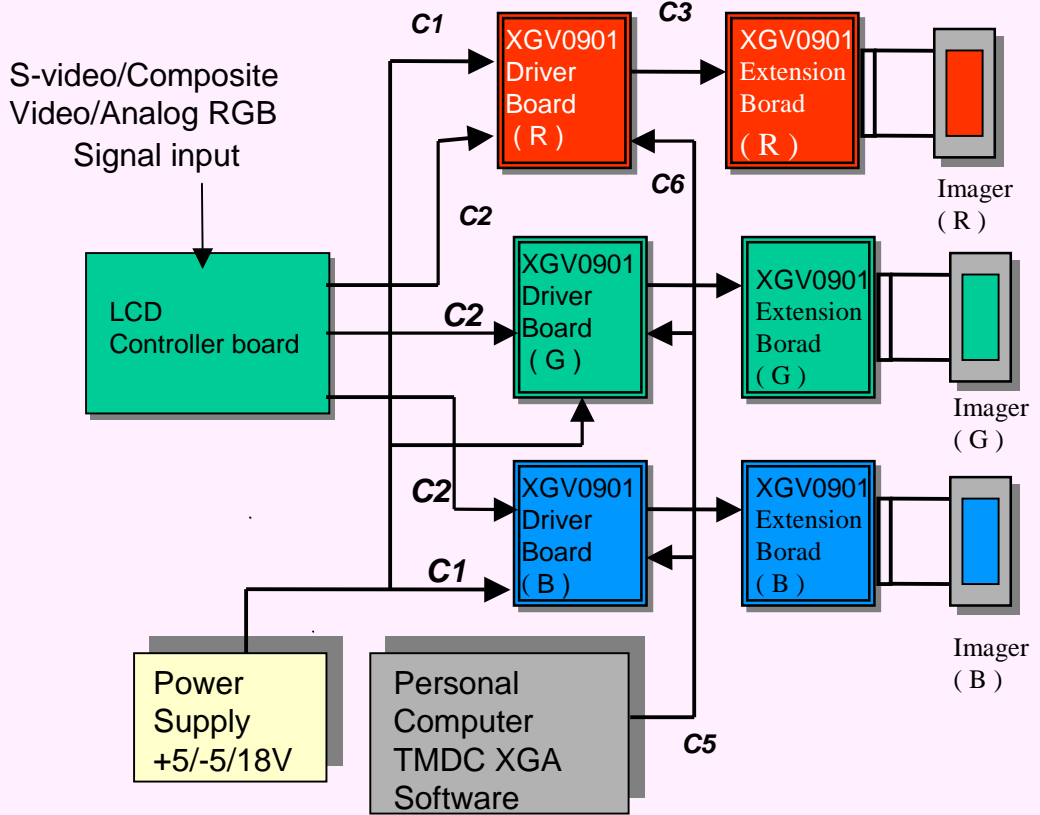 C1
C3
XGV0901
Driver
Board
( R )
XGV0901
Extension
Borad
( R )
S-video/Composite
Video/Analog RGB
Signal input
C6
Imager
( R )
C2
LCD
Controller board
C2
XGV0901
Driver
Board
( G )
XGV0901
Extension
Borad
( G )
Imager
( G )
C2
XGV0901
Driver
Board
( B )
XGV0901
Extension
Borad
( B )
C1
Imager
( B )
Power
Supply
+5/-5/18V
Personal
Computer
TMDC XGA
Software
C5